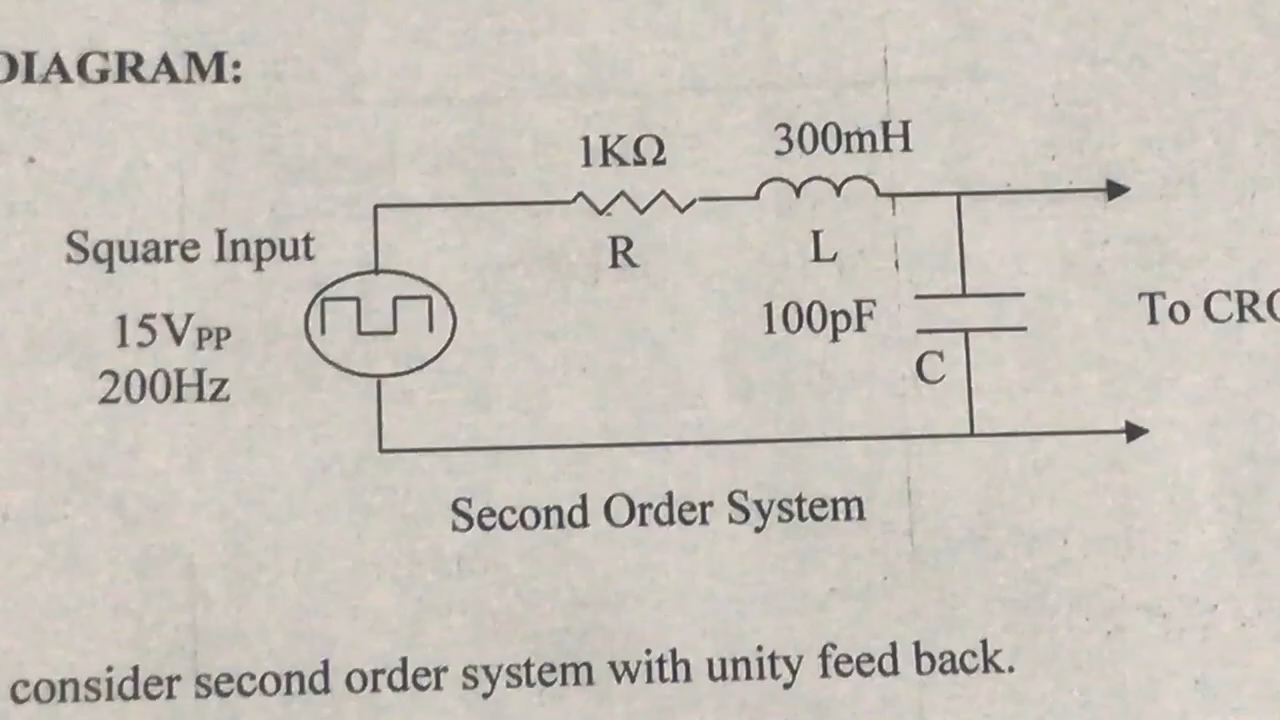 DIAGRAM:
1KΩ
300mH
Square Input
R
L
15VPP
100pF
To CRO
200Hz
C
Second Order System
consider second order system with unity feed back.